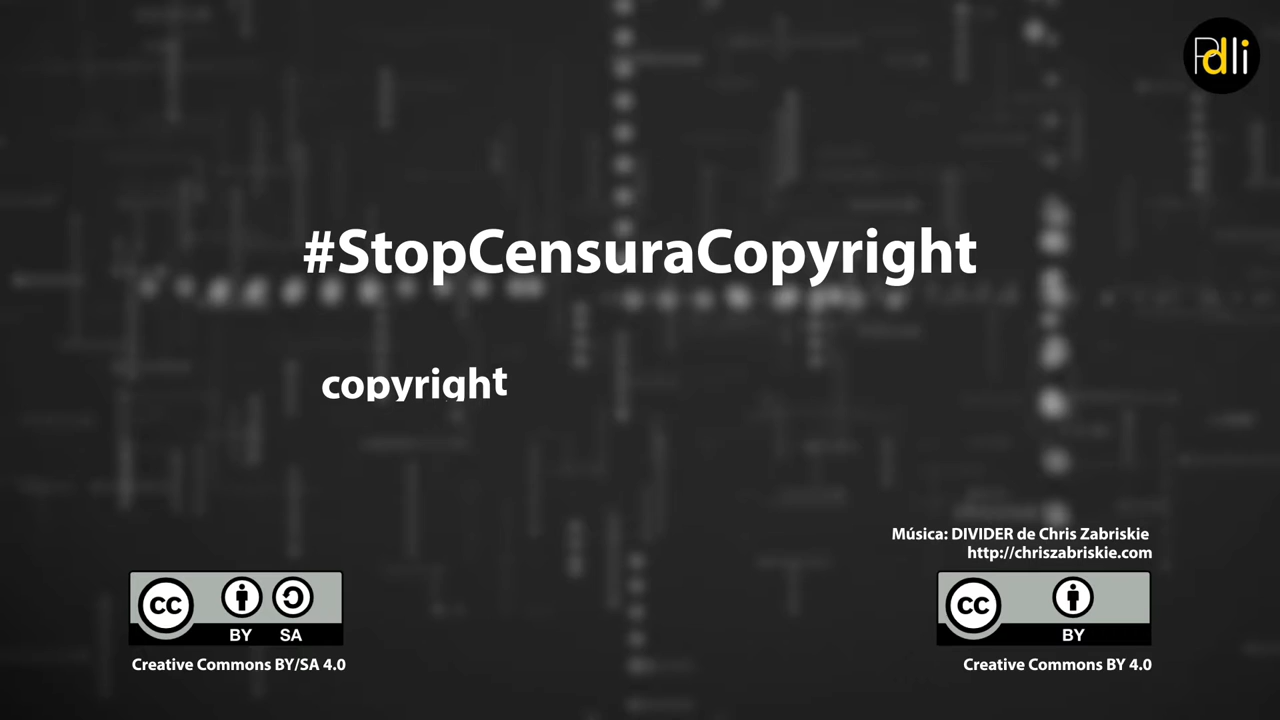 Pdli
#StopCensuraCopyright
copyright
Música: DIVIDER de Chris Zabriskie
http://chriszabriskie.com
cc BY SA
Creative Commons BY/SA 4.0
cc BY
Creative Commons BY 4.0